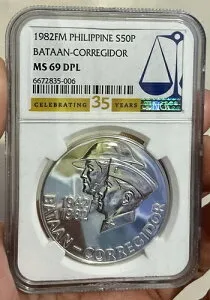 1982FM PHILIPPINE S50P
BATAAN-CORREGIDOR
MS 69 DPL
6672835-006
CELEBRATING 35 YEARS
1942
1982
BATAAN-CORREGIDOR